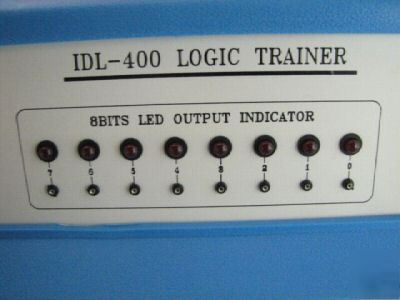 IDL-400 LOGIC TRAINER
8BITS LED OUTPUT INDICATOR
7 6 5 4 3 2 1 0